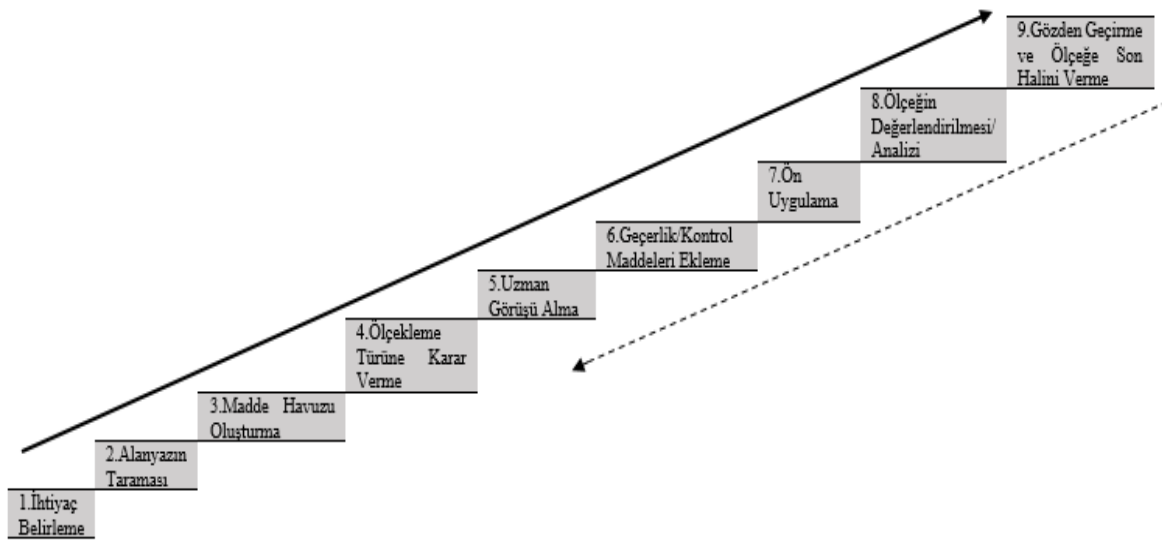 1.İhtiyaç
Belirleme
2.Alanyazın
Taraması
3.Madde Havuzu
Oluşturma
4.Ölçekleme
Türüne Karar
Verme
5.Uzman
Görüşü Alma
6.Geçerlik/Kontrol
Maddeleri Ekleme
7.Ön
Uygulama
8.Ölçeğin
Değerlendirilmesi/
Analizi
9.Gözden Geçirme
ve Ölçeğe Son
Halini Verme